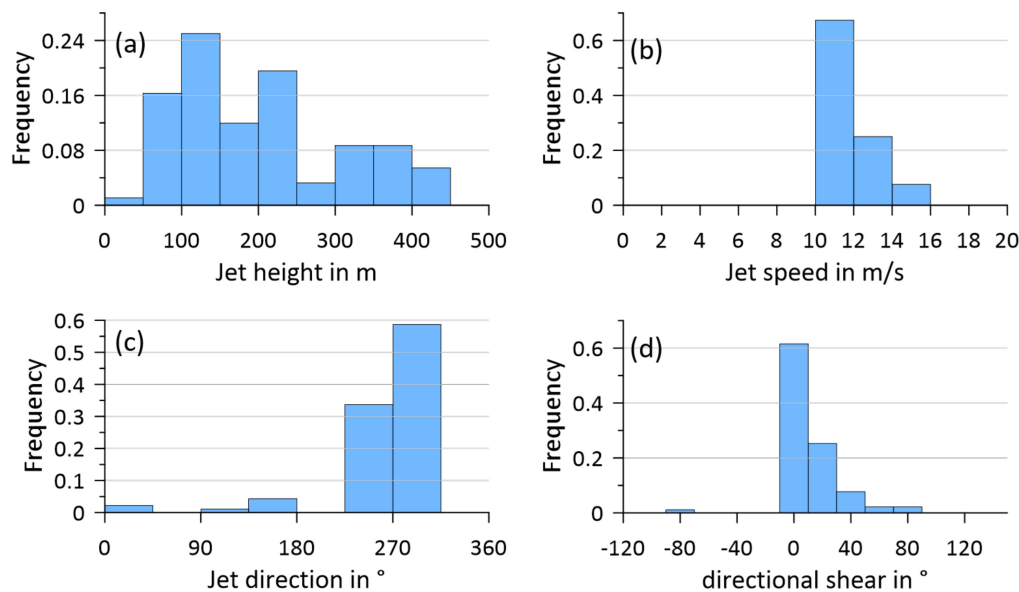 (a)
Frequency
0.24
0.16
0.08
0
0 100 200 300 400 500
Jet height in m
(b)
Frequency
0.6
0.4
0.2
0
0 2 4 6 8 10 12 14 16 18 20
Jet speed in m/s
(c)
Frequency
0.6
0.5
0.4
0.3
0.2
0.1
0
0 90 180 270 360
Jet direction in °
(d)
Frequency
0.6
0.4
0.2
0
-120 -80 -40 0 40 80 120
directional shear in °